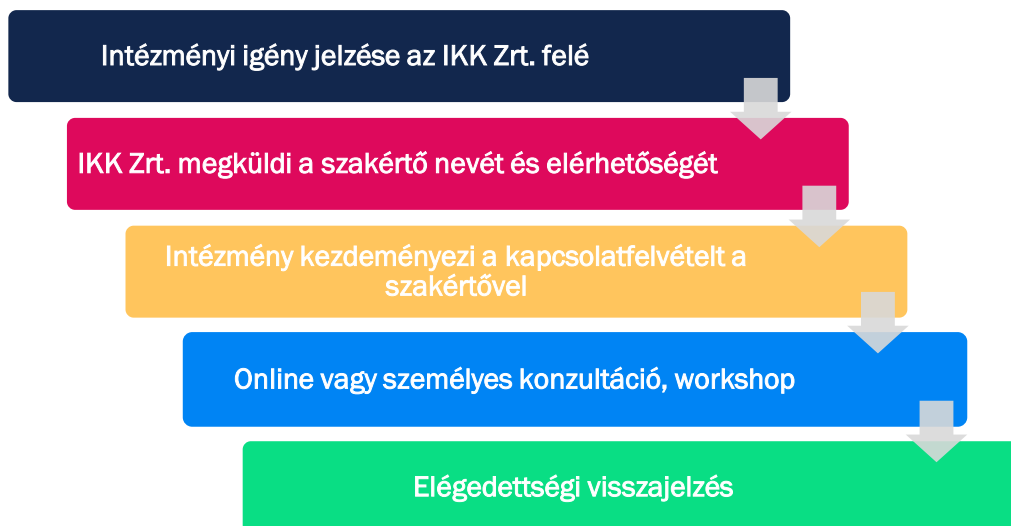 Intézményi igény jelzése az IKK Zrt. felé
IKK Zrt. megküldi a szakértő nevét és elérhetőségét
Intézmény kezdeményezi a kapcsolatfelvételt a
szakértővel
Online vagy személyes konzultáció, workshop
Elégedettségi visszajelzés